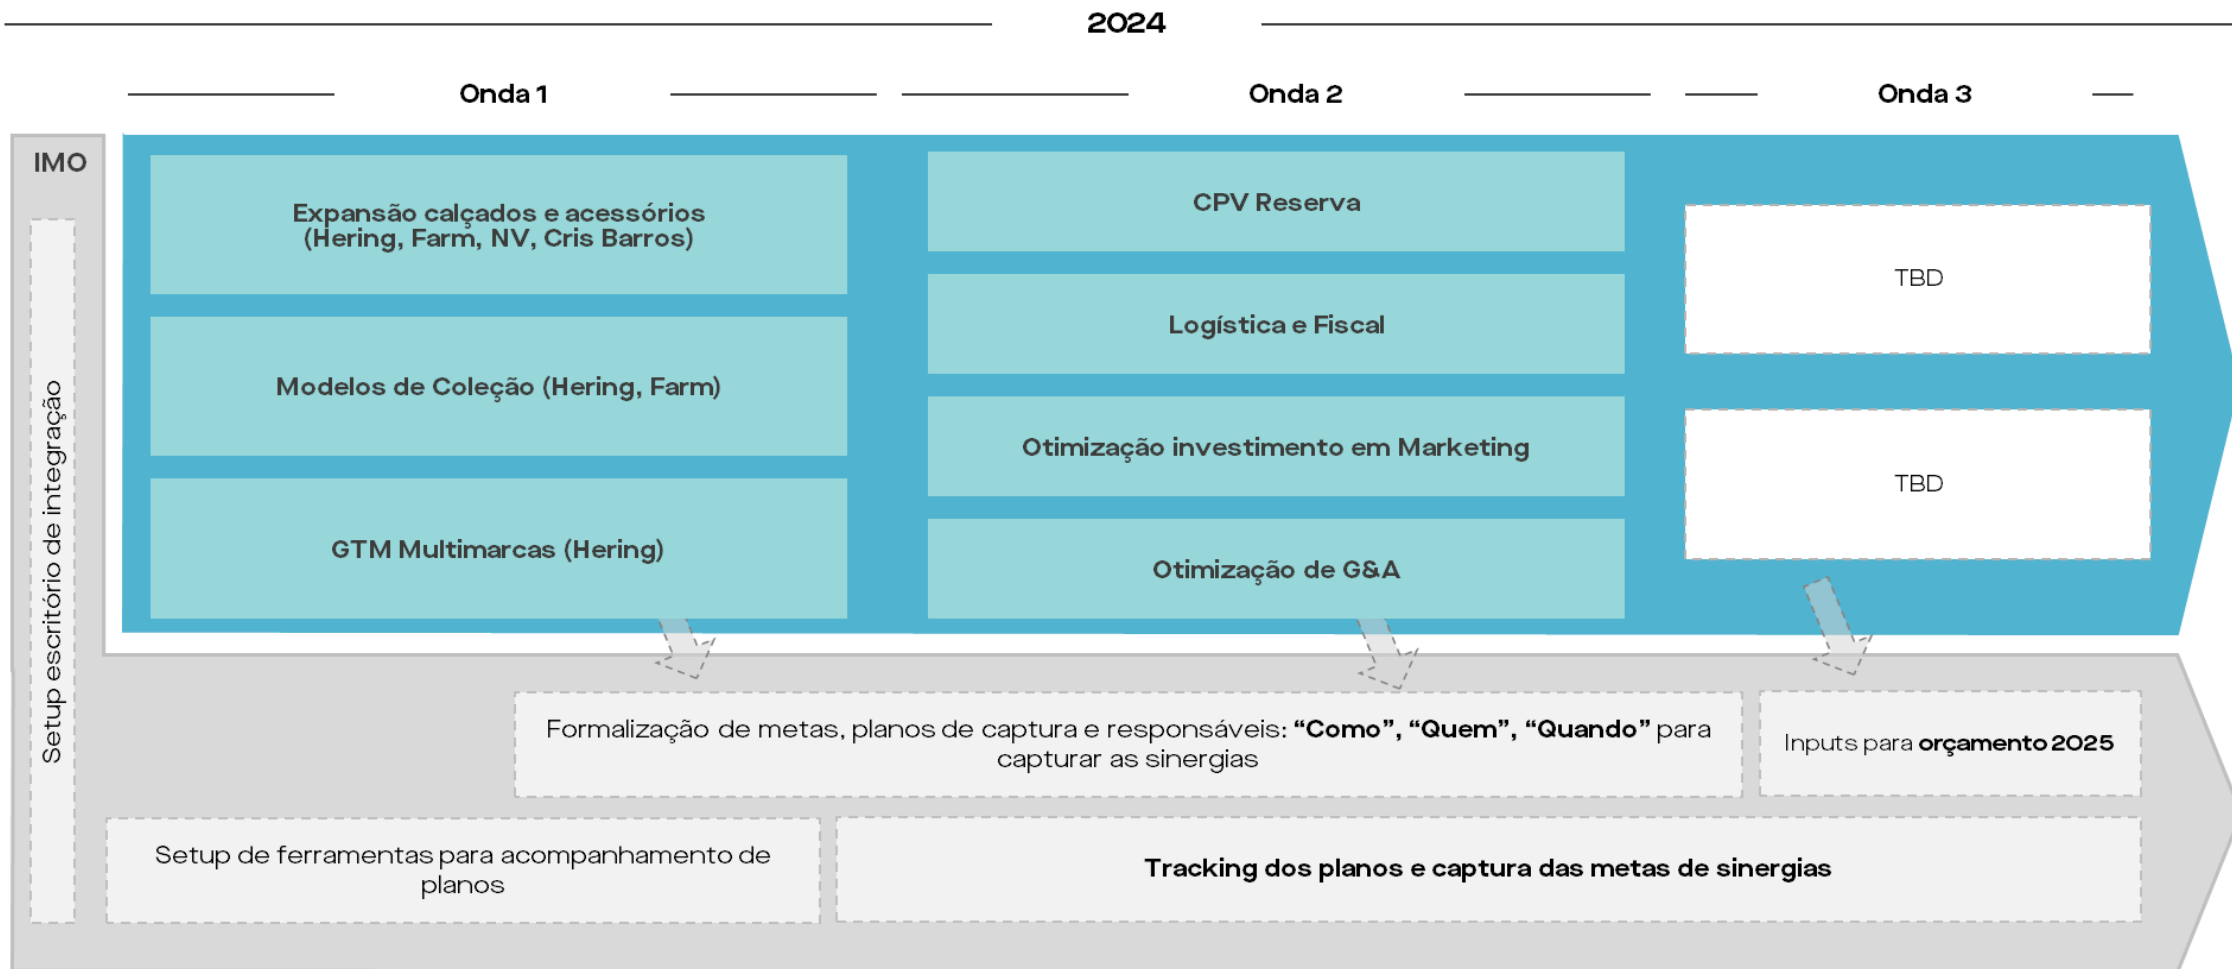 2024
Onda 1
Onda 2
Onda 3
IMO
Setup escritório de integração
Expansão calçados e acessórios
(Hering, Farm, NV, Cris Barros)
Modelos de Coleção (Hering, Farm)
GTM Multimarcas (Hering)
CPV Reserva
Logística e Fiscal
Otimização investimento em Marketing
Otimização de G&A
TBD
TBD
Formalização de metas, planos de captura e responsáveis: “Como”, “Quem”, “Quando” para
capturar as sinergias
Inputs para orçamento 2025
Setup de ferramentas para acompanhamento de
planos
Tracking dos planos e captura das metas de sinergias